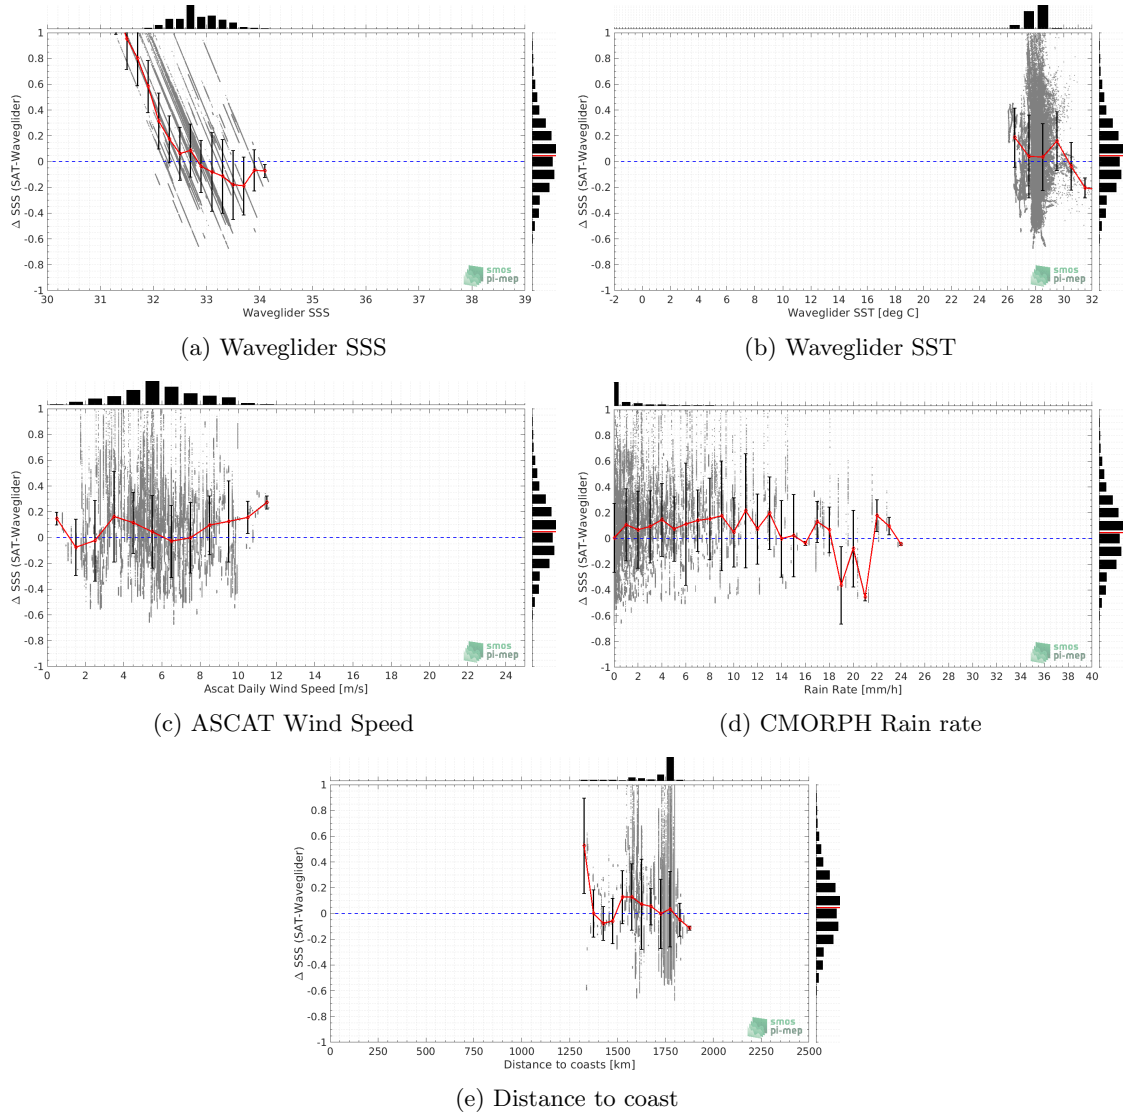 1
0.8
0.6
0.4
0.2
0
-0.2
-0.4
-0.6
-0.8
-1
Δ SSS (SAT-Waveglider)
smos
pi-mep
30 31 32 33 34 35 36 37 38 39
Waveglider SSS
(a) Waveglider SSS
1
0.8
0.6
0.4
0.2
0
-0.2
-0.4
-0.6
-0.8
-1
Δ SSS (SAT-Waveglider)
smos
pi-mep
-2 0 2 4 6 8 10 12 14 16 18 20 22 24 26 28 30 32
Waveglider SST [deg C]
(b) Waveglider SST
1
0.8
0.6
0.4
0.2
0
-0.2
-0.4
-0.6
-0.8
-1
Δ SSS (SAT-Waveglider)
smos
pi-mep
0 2 4 6 8 10 12 14 16 18 20 22 24
Ascat Daily Wind Speed [m/s]
(c) ASCAT Wind Speed
1
0.8
0.6
0.4
0.2
0
-0.2
-0.4
-0.6
-0.8
-1
Δ SSS (SAT-Waveglider)
smos
pi-mep
0 2 4 6 8 10 12 14 16 18 20 22 24 26 28 30 32 34 36 38 40
Rain Rate [mm/h]
(d) CMORPH Rain rate
1
0.8
0.6
0.4
0.2
0
-0.2
-0.4
-0.6
-0.8
-1
Δ SSS (SAT-Waveglider)
smos
pi-mep
0 250 500 750 1000 1250 1500 1750 2000 2250 2500
Distance to coasts [km]
(e) Distance to coast